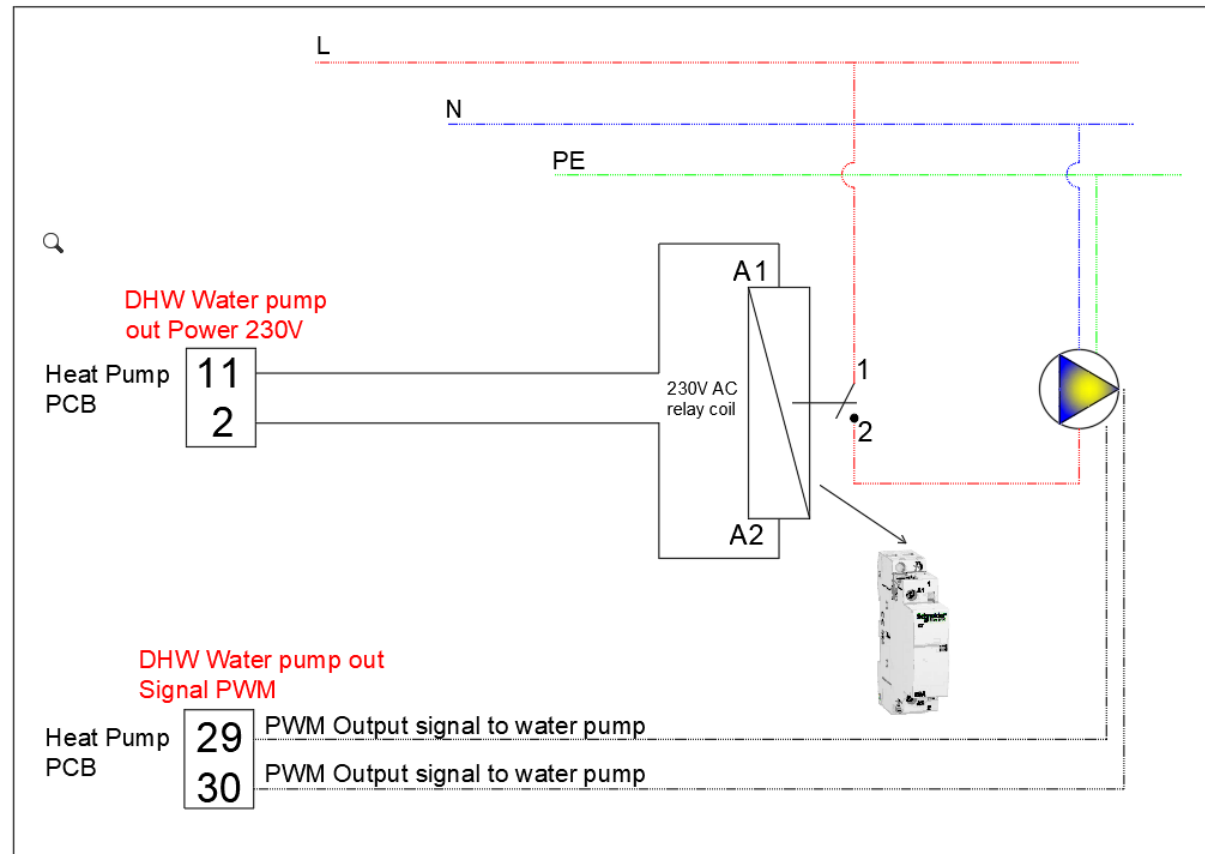 L
N
PE
DHW Water pump
out Power 230V
Heat Pump
PCB
11
2
A1
230V AC
relay coil
A2
1
2
Schneider
DHW Water pump out
Signal PWM
Heat Pump
PCB
29
30
PWM Output signal to water pump
PWM Output signal to water pump